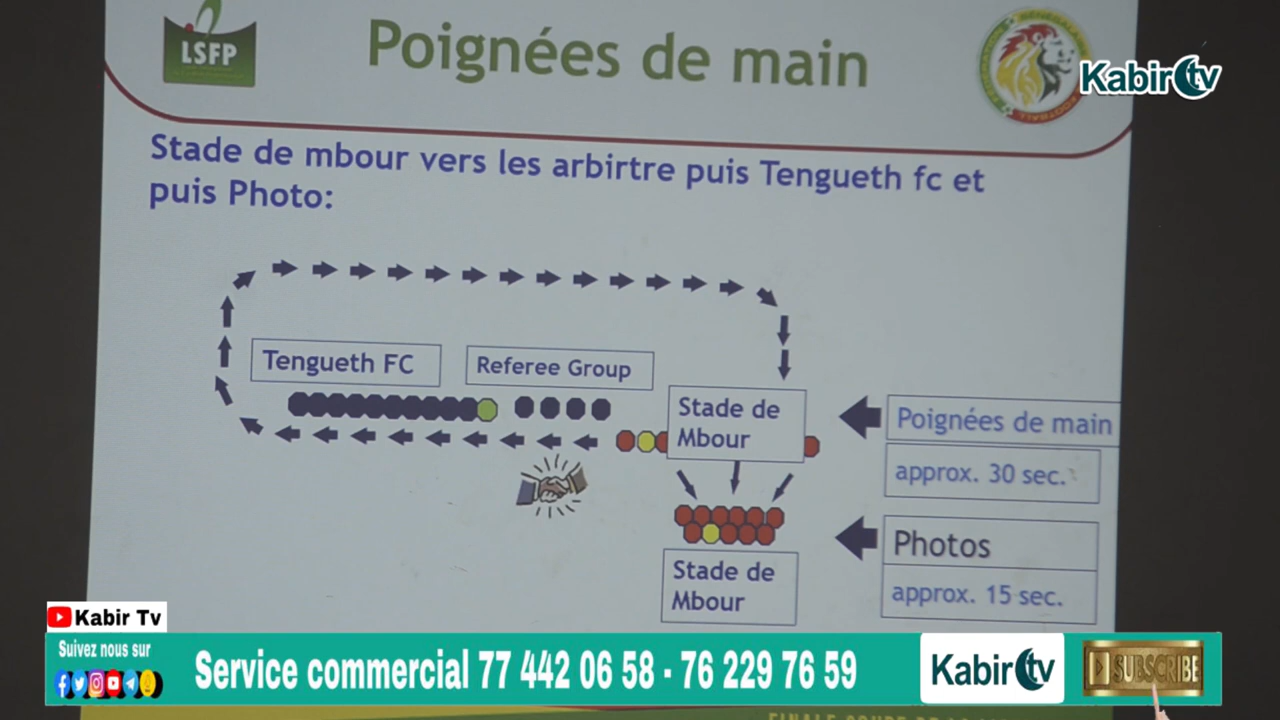 LSFP
Poignées de main
Kabir tv
Stade de mbour vers les arbirtre puis Tengueth fc et
puis Photo:
Tengueth FC
Referee Group
Stade de
Mbour
Poignées de main
approx. 30 sec.
Photos
approx. 15 sec.
Stade de
Mbour
Kabir Tv
Suivez nous sur
Service commercial 77 442 06 58 - 76 229 76 59
Kabir tv
SUBSCRIBE